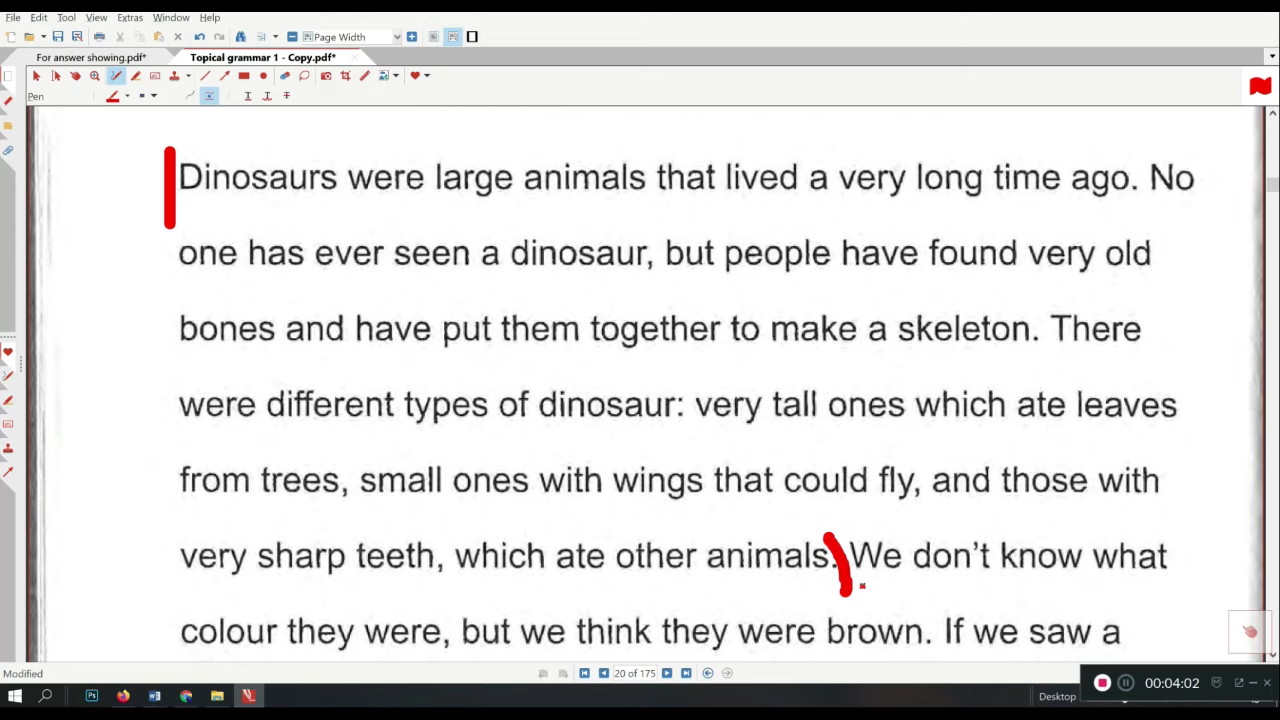 File Edit Tool View Extras Window Help
Page Width
For answer showing.pdf* Topical grammar 1 - Copy.pdf*
Pen
Dinosaurs were large animals that lived a very long time ago. No
one has ever seen a dinosaur, but people have found very old
bones and have put them together to make a skeleton. There
were different types of dinosaur: very tall ones which ate leaves
from trees, small ones with wings that could fly, and those with
very sharp teeth, which ate other animals. We don't know what
colour they were, but we think they were brown. If we saw a
Modified 20 of 175
Desktop 00:04:02